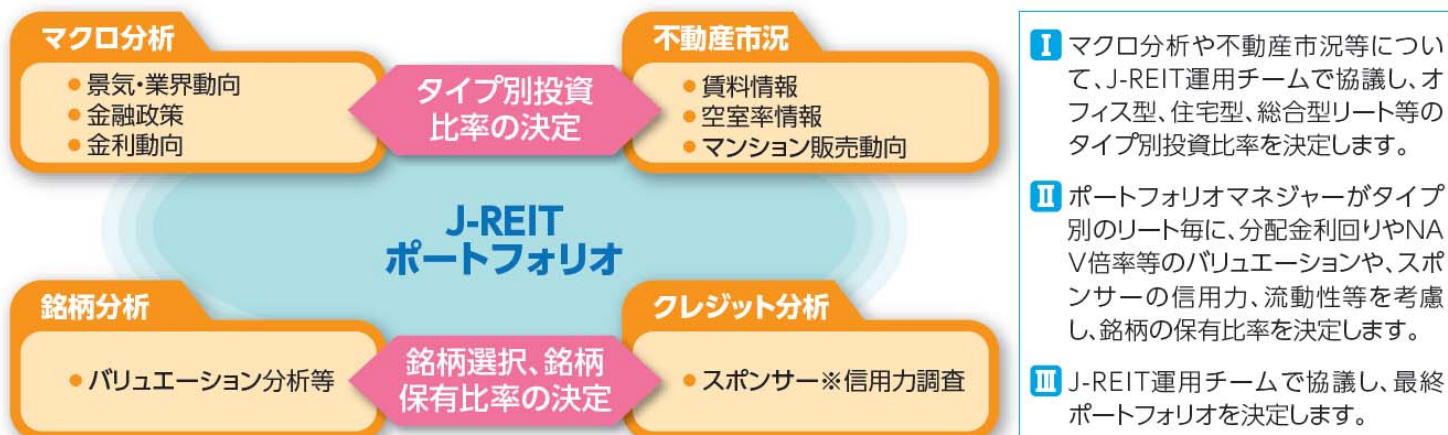 マクロ分析
●景気・業界動向
●金融政策
●金利動向
タイプ別投資
比率の決定
不動産市況
●賃料情報
●空室率情報
●マンション販売動向
J-REIT
ポートフォリオ
銘柄分析
●バリュエーション分析等
銘柄選択、銘柄
保有比率の決定
クレジット分析
●スポンサー※信用力調査
Ⅰ マクロ分析や不動産市況等につい
て、J-REIT運用チームで協議し、オ
フィス型、住宅型、総合型リート等の
タイプ別投資比率を決定します。
Ⅱ ポートフォリオマネジャーがタイプ
別のリート毎に、分配金利回りやNA
V倍率等のバリュエーションや、スポ
ンサーの信用力、流動性等を考慮
し、銘柄の保有比率を決定します。
Ⅲ J-REIT運用チームで協議し、最終
ポートフォリオを決定します。